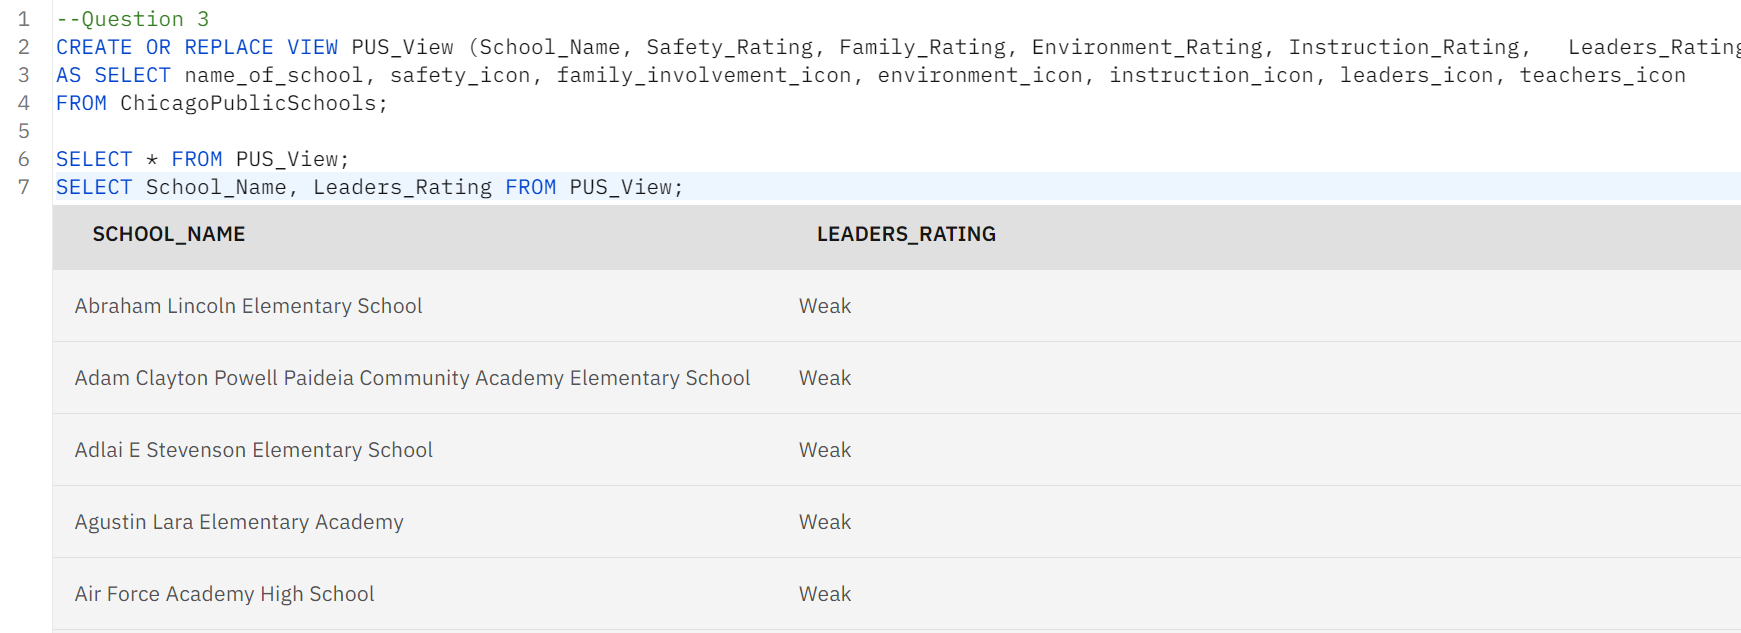 1 --Question 3
2 CREATE OR REPLACE VIEW PUS_View (School_Name, Safety_Rating, Family_Rating, Environment_Rating, Instruction_Rating, Leaders_Rating
3 AS SELECT name_of_school, safety_icon, family_involvement_icon, environment_icon, instruction_icon, leaders_icon, teachers_icon
4 FROM ChicagoPublicSchools;
5
6 SELECT * FROM PUS_View;
7 SELECT School_Name, Leaders_Rating FROM PUS_View;
SCHOOL_NAME LEADERS_RATING
Abraham Lincoln Elementary School Weak
Adam Clayton Powell Paideia Community Academy Elementary School Weak
Adlai E Stevenson Elementary School Weak
Agustin Lara Elementary Academy Weak
Air Force Academy High School Weak